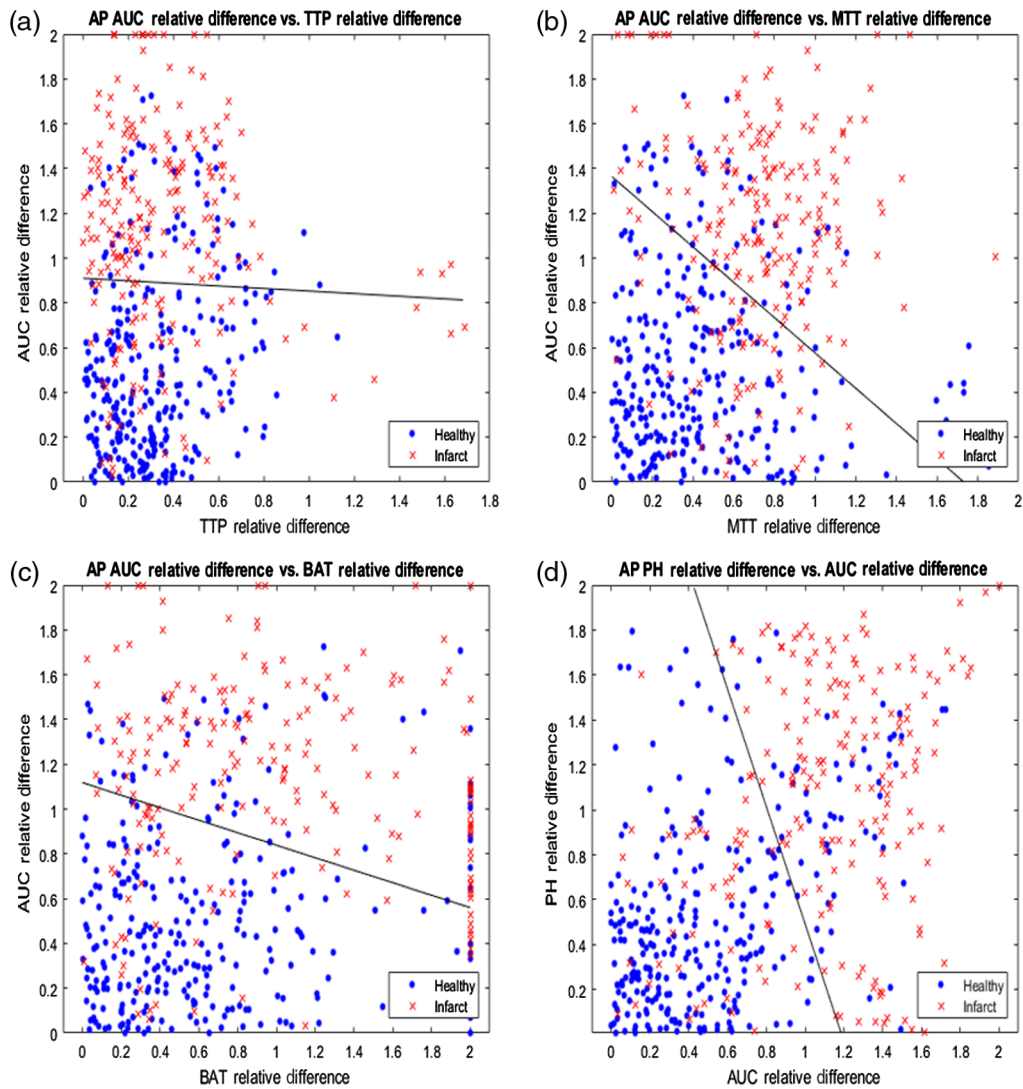 (a)
AP AUC relative difference vs. TTP relative difference
2
1.8
1.6
1.4
1.2
1
0.8
0.6
0.4
0.2
0
AUC relative difference
Healthy
Infarct
0 0.2 0.4 0.6 0.8 1 1.2 1.4 1.6 1.8
TTP relative difference
(b)
AP AUC relative difference vs. MTT relative difference
2
1.8
1.6
1.4
1.2
1
0.8
0.6
0.4
0.2
0
AUC relative difference
Healthy
Infarct
0 0.2 0.4 0.6 0.8 1 1.2 1.4 1.6 1.8 2
MTT relative difference
(c)
AP AUC relative difference vs. BAT relative difference
2
1.8
1.6
1.4
1.2
1
0.8
0.6
0.4
0.2
0
AUC relative difference
Healthy
Infarct
0 0.2 0.4 0.6 0.8 1 1.2 1.4 1.6 1.8 2
BAT relative difference
(d)
AP PH relative difference vs. AUC relative difference
2
1.8
1.6
1.4
1.2
1
0.8
0.6
0.4
0.2
PH relative difference
Healthy
Infarct
0 0.2 0.4 0.6 0.8 1 1.2 1.4 1.6 1.8 2
AUC relative difference